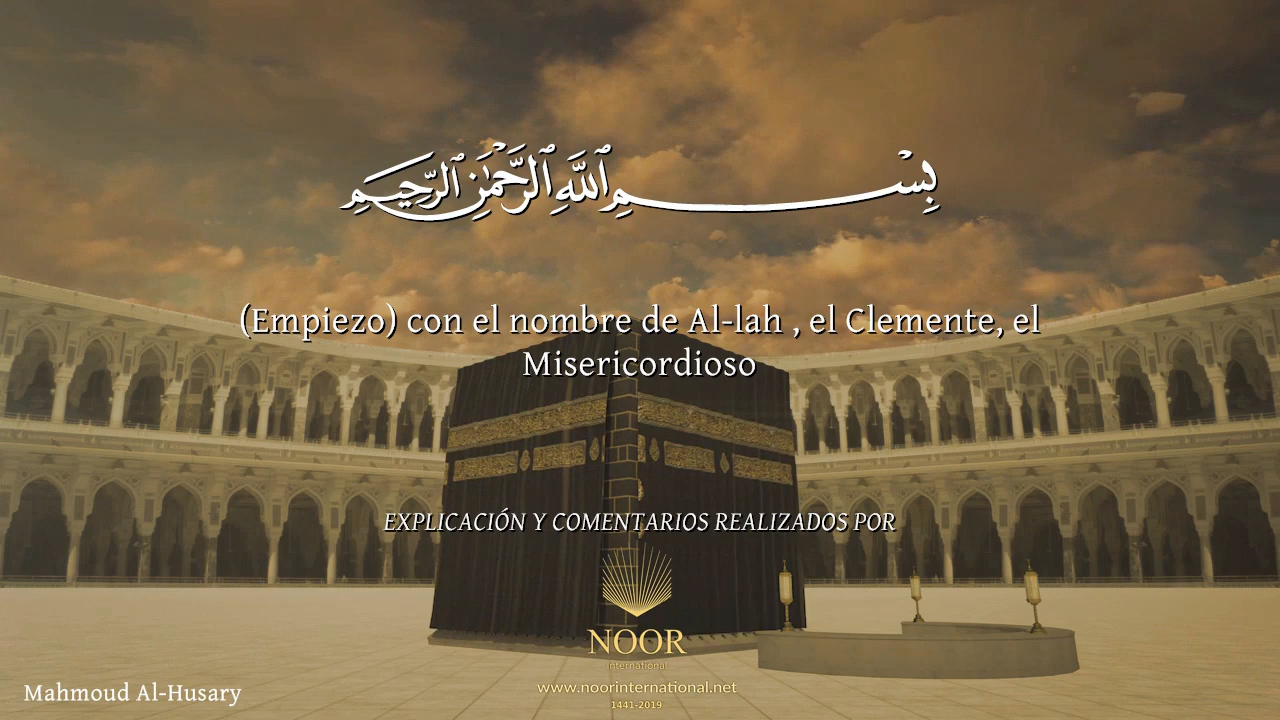 بِسْمِ ٱللَّهِ ٱلرَّحْمَٰنِ ٱلرَّحِيمِ
(Empiezo) con el nombre de Al-lah , el Clemente, el
Misericordioso
EXPLICACIÓN Y COMENTARIOS REALIZADOS POR
NOOR
International
www.noorinternational.net
1441-2019
Mahmoud Al-Husary